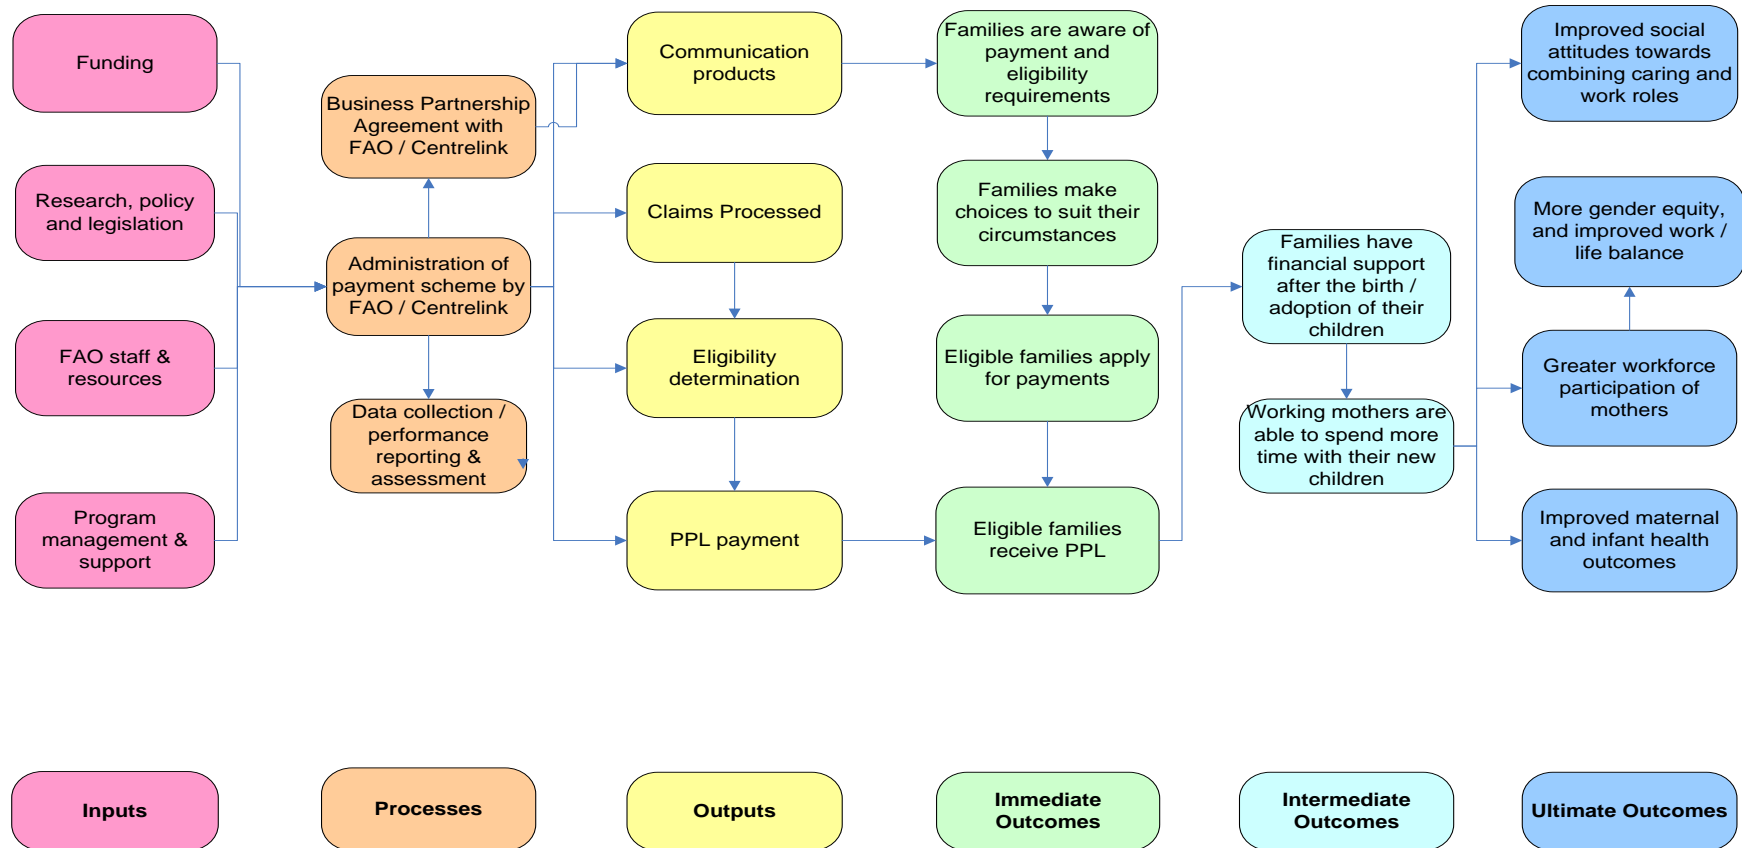 Funding
Research, policy
and legislation
FAO staff &
resources
Program
management &
support
Business Partnership
Agreement with
FAO / Centrelink
Administration of
payment scheme by
FAO / Centrelink
Data collection /
performance
reporting &
assessment
Communication
products
Claims Processed
Eligibility
determination
PPL payment
Families are aware of
payment and
eligibility
requirements
Families make
choices to suit their
circumstances
Eligible families apply
for payments
Eligible families
receive PPL
Families have
financial support
after the birth /
adoption of their
children
Working mothers are
able to spend more
time with their new
children
Improved social
attitudes towards
combining caring and
work roles
More gender equity,
and improved work /
life balance
Greater workforce
participation of
mothers
Improved maternal
and infant health
outcomes
Inputs
Processes
Outputs
Immediate
Outcomes
Intermediate
Outcomes
Ultimate Outcomes